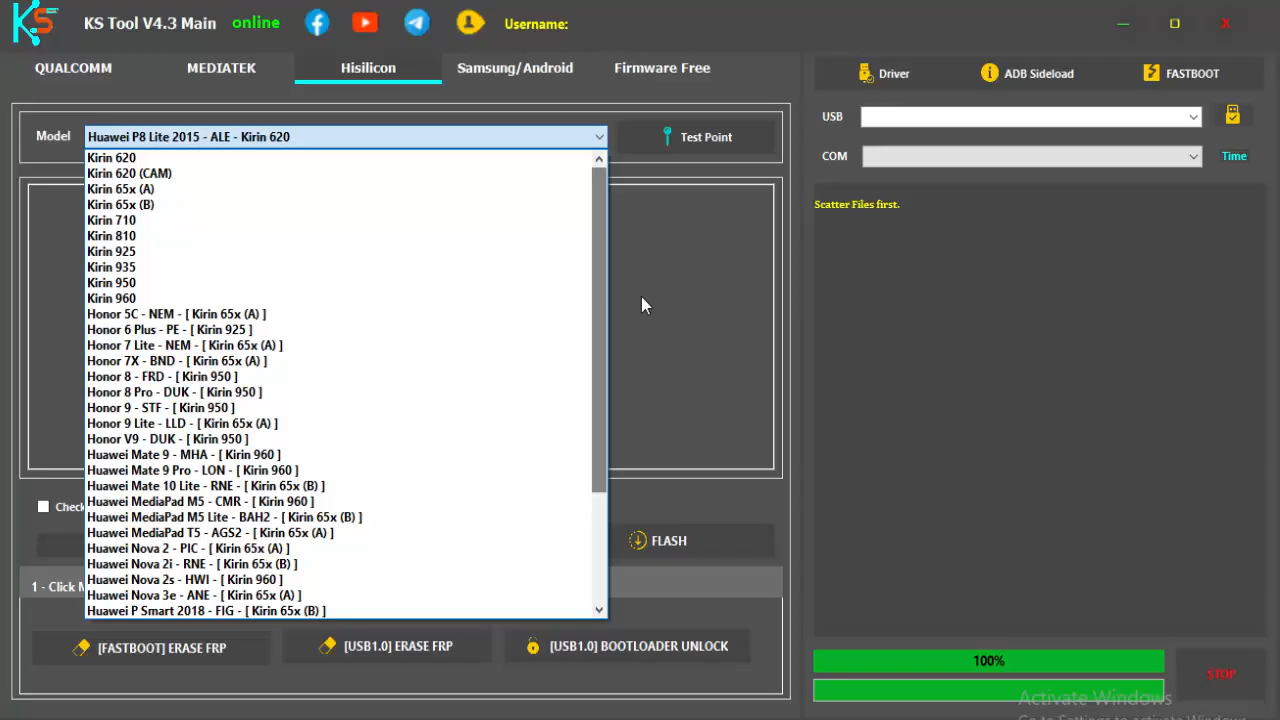 KS
KS Tool V4.3 Main
online
Username:
QUALCOMM
MEDIATEK
Hisilicon
Samsung/Android
Firmware Free
Driver
ADB Sideload
FASTBOOT
Model
Huawei P8 Lite 2015 - ALE - Kirin 620
Test Point
USB
COM
Time
Scatter Files first.
Kirin 620
Kirin 620 (CAM)
Kirin 65x (A)
Kirin 65x (B)
Kirin 710
Kirin 810
Kirin 925
Kirin 935
Kirin 950
Kirin 960
Honor 5C - NEM - [ Kirin 65x (A) ]
Honor 6 Plus - PE - [ Kirin 925 ]
Honor 7 Lite - NEM - [ Kirin 65x (A) ]
Honor 7X - BND - [ Kirin 65x (A) ]
Honor 8 - FRD - [ Kirin 950 ]
Honor 8 Pro - DUK - [ Kirin 950 ]
Honor 9 - STF - [ Kirin 950 ]
Honor 9 Lite - LLD - [ Kirin 65x (A) ]
Honor V9 - DUK - [ Kirin 950 ]
Huawei Mate 9 - MHA - [ Kirin 960 ]
Huawei Mate 9 Pro - LON - [ Kirin 960 ]
Huawei Mate 10 Lite - RNE - [ Kirin 65x (B) ]
Huawei MediaPad M5 - CMR - [ Kirin 960 ]
Huawei MediaPad M5 Lite - BAH2 - [ Kirin 65x (B) ]
Huawei MediaPad T5 - AGS2 - [ Kirin 65x (A) ]
Huawei Nova 2 - PIC - [ Kirin 65x (A) ]
Huawei Nova 2i - RNE - [ Kirin 65x (B) ]
Huawei Nova 2s - HWI - [ Kirin 960 ]
Huawei Nova 3e - ANE - [ Kirin 65x (A) ]
Huawei P Smart 2018 - FIG - [ Kirin 65x (B) ]
Check
FLASH
1 - Click
[FASTBOOT] ERASE FRP
[USB1.0] ERASE FRP
[USB1.0] BOOTLOADER UNLOCK
100%
STOP
Activate Windows